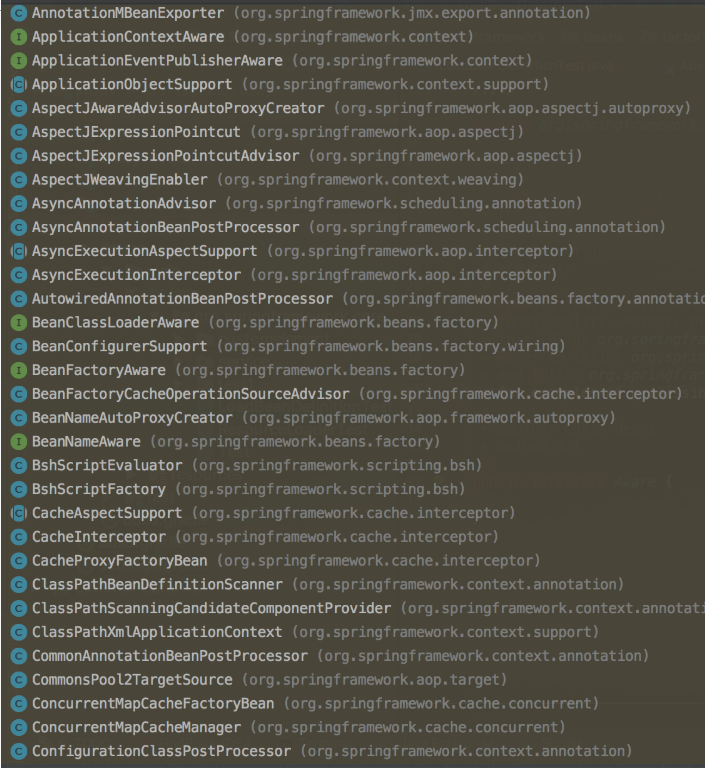 AnnotationMBeanExporter (org.springframework.jmx.export.annotation)
ApplicationContextAware (org.springframework.context)
ApplicationEventPublisherAware (org.springframework.context)
ApplicationObjectSupport (org.springframework.context.support)
AspectJAwareAdvisorAutoProxyCreator (org.springframework.aop.aspectj.autoproxy)
AspectJExpressionPointcut (org.springframework.aop.aspectj)
AspectJExpressionPointcutAdvisor (org.springframework.aop.aspectj)
AspectJWeavingEnabler (org.springframework.context.weaving)
AsyncAnnotationAdvisor (org.springframework.scheduling.annotation)
AsyncAnnotationBeanPostProcessor (org.springframework.scheduling.annotation)
AsyncExecutionAspectSupport (org.springframework.aop.interceptor)
AsyncExecutionInterceptor (org.springframework.aop.interceptor)
AutowiredAnnotationBeanPostProcessor (org.springframework.beans.factory.annotatio
BeanClassLoaderAware (org.springframework.beans.factory)
BeanConfigurerSupport (org.springframework.beans.factory.wiring)
BeanFactoryAware (org.springframework.beans.factory)
BeanFactoryCacheOperationSourceAdvisor (org.springframework.cache.interceptor)
BeanNameAutoProxyCreator (org.springframework.aop.framework.autoproxy)
BeanNameAware (org.springframework.beans.factory)
BshScriptEvaluator (org.springframework.scripting.bsh)
BshScriptFactory (org.springframework.scripting.bsh)
CacheAspectSupport (org.springframework.cache.interceptor)
CacheInterceptor (org.springframework.cache.interceptor)
CacheProxyFactoryBean (org.springframework.cache.interceptor)
ClassPathBeanDefinitionScanner (org.springframework.context.annotation)
ClassPathScanningCandidateComponentProvider (org.springframework.context.annotati
ClassPathXmlApplicationContext (org.springframework.context.support)
CommonAnnotationBeanPostProcessor (org.springframework.context.annotation)
CommonsPool2TargetSource (org.springframework.aop.target)
ConcurrentMapCacheFactoryBean (org.springframework.cache.concurrent)
ConcurrentMapCacheManager (org.springframework.cache.concurrent)
ConfigurationClassPostProcessor (org.springframework.context.annotation)